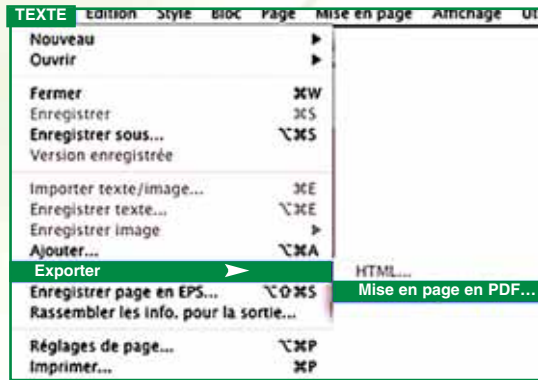 TEXTE Edition Style Bloc Page Mise en page Affichage
Nouveau
Ouvrir
Fermer ⌘W
Enregistrer ⌘S
Enregistrer sous... ⌥⌘S
Version enregistrée
Importer texte/image... ⌘E
Enregistrer texte... ⌥⌘E
Enregistrer image
Ajouter... ⌥⌘A
Exporter
HTML...
Enregistrer page en EPS... ⌥⇧⌘S
Mise en page en PDF...
Rassembler les info. pour la sortie...
Réglages de page... ⌥⌘P
Imprimer... ⌘P